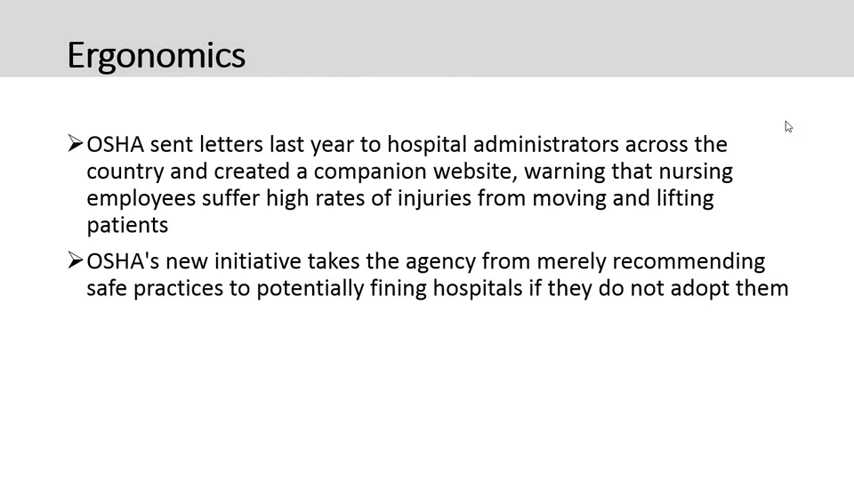 Ergonomics
➢OSHA sent letters last year to hospital administrators across the
country and created a companion website, warning that nursing
employees suffer high rates of injuries from moving and lifting
patients
➢OSHA's new initiative takes the agency from merely recommending
safe practices to potentially fining hospitals if they do not adopt them